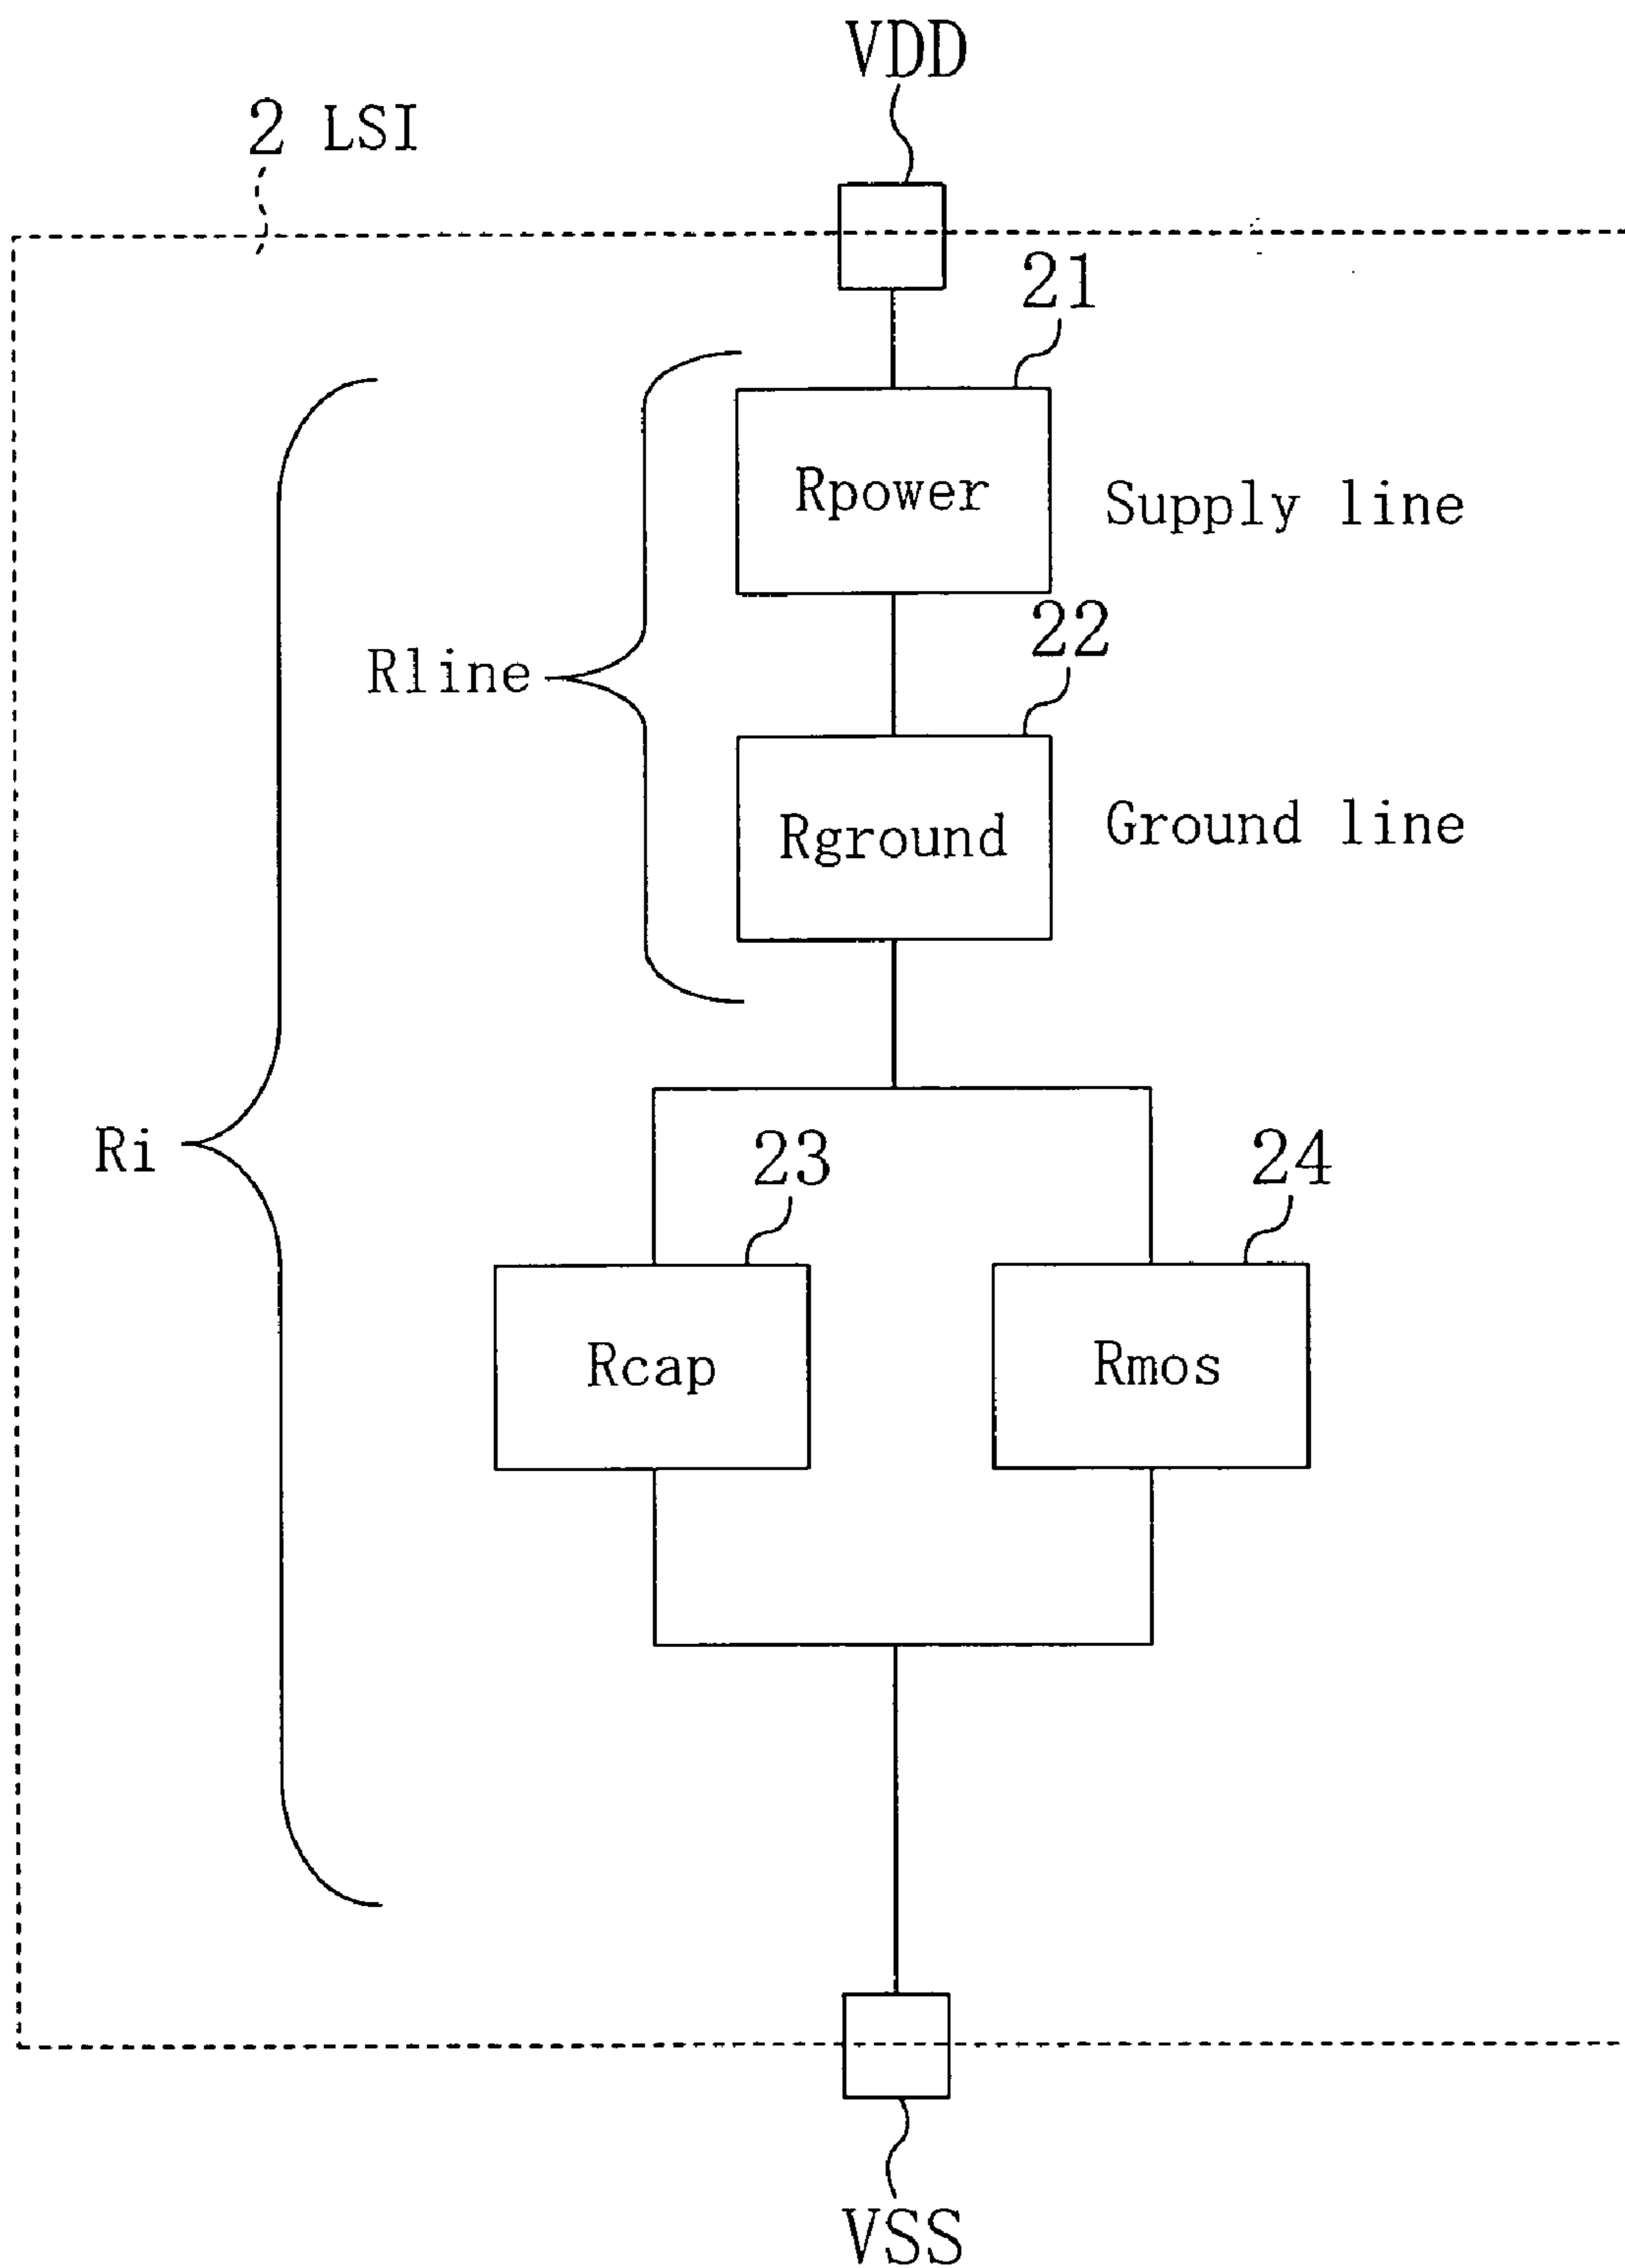 VDD
2 LSI
21
Rpower
Supply line
22
Rline
Rground
Ground line
Ri
23
24
Rcap
Rmos
VSS